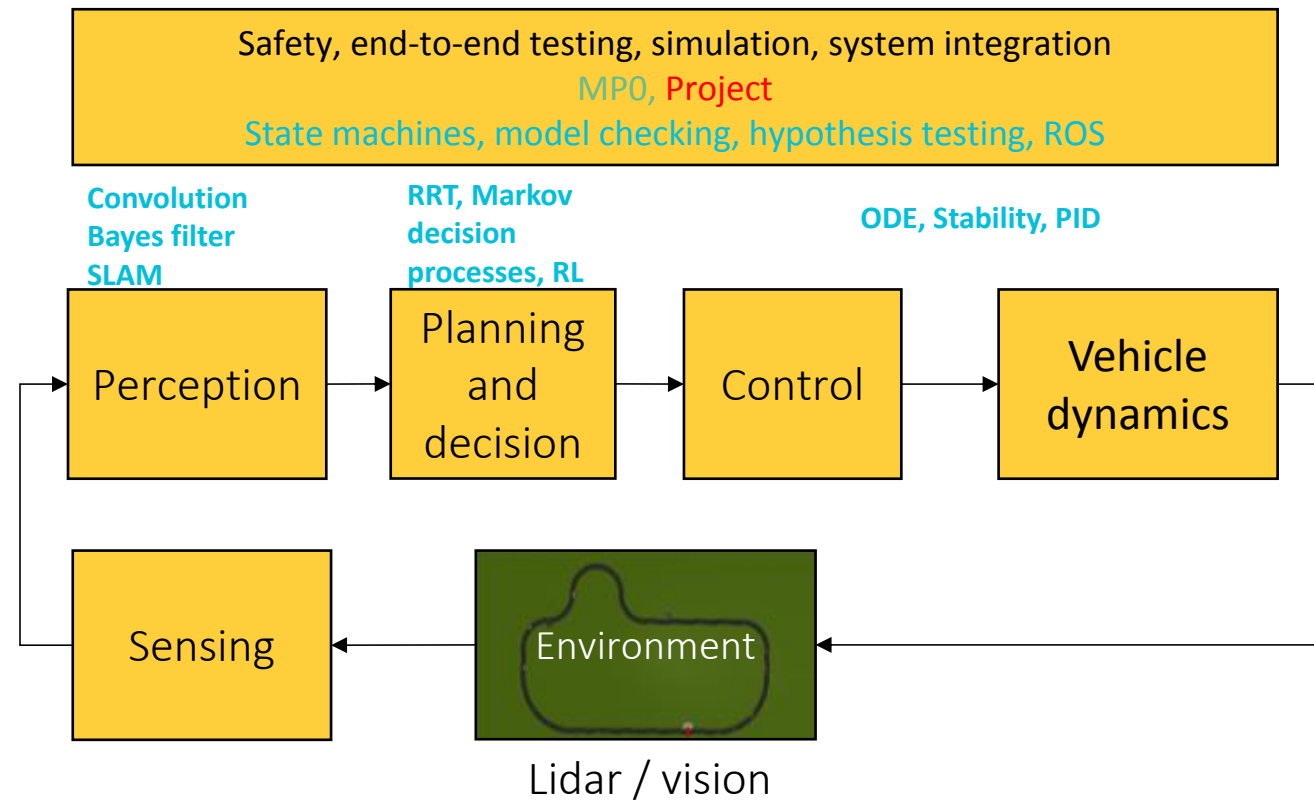 Safety, end-to-end testing, simulation, system integration
MP0, Project
State machines, model checking, hypothesis testing, ROS
Convolution
Bayes filter
SLAM
RRT, Markov
decision
processes, RL
ODE, Stability, PID
Perception
Planning
and
decision
Control
Vehicle
dynamics
Sensing
Environment
Lidar / vision